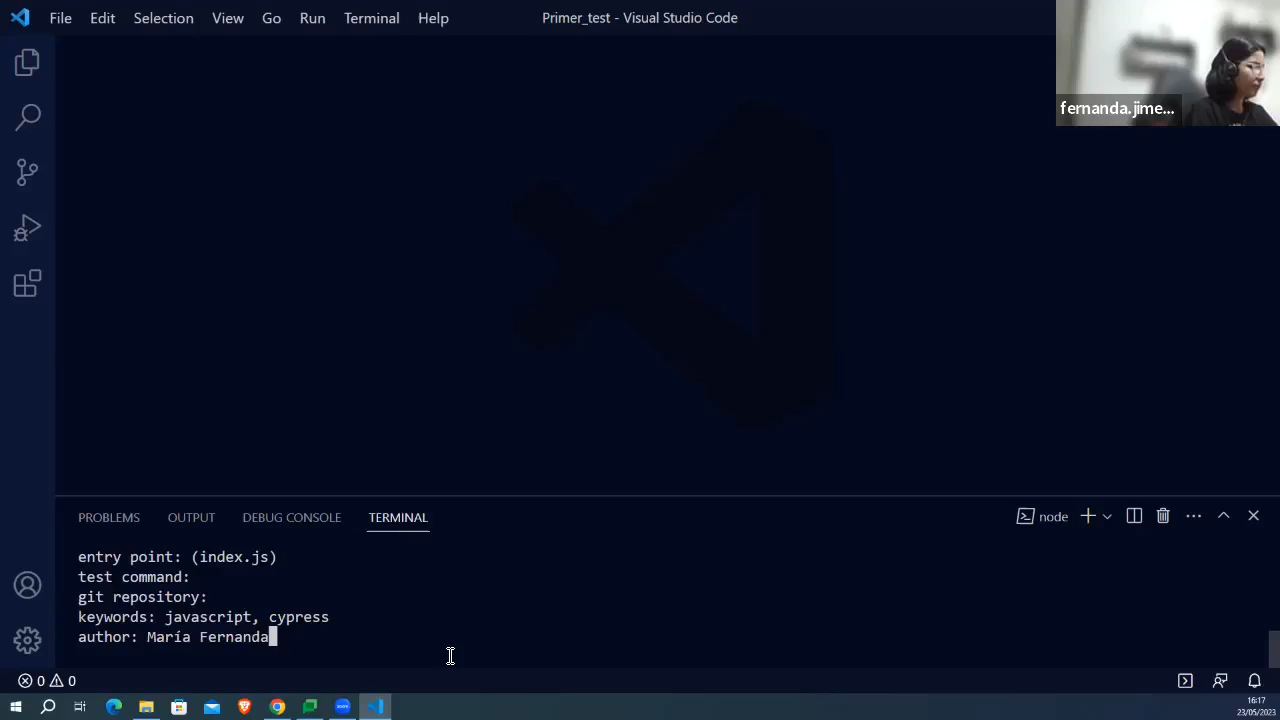 File Edit Selection View Go Run Terminal Help
Primer_test - Visual Studio Code
fernanda.jime...
PROBLEMS OUTPUT DEBUG CONSOLE TERMINAL
node
entry point: (index.js)
test command:
git repository:
keywords: javascript, cypress
author: María Fernanda
0 0
zoom
16:17
23/05/2023